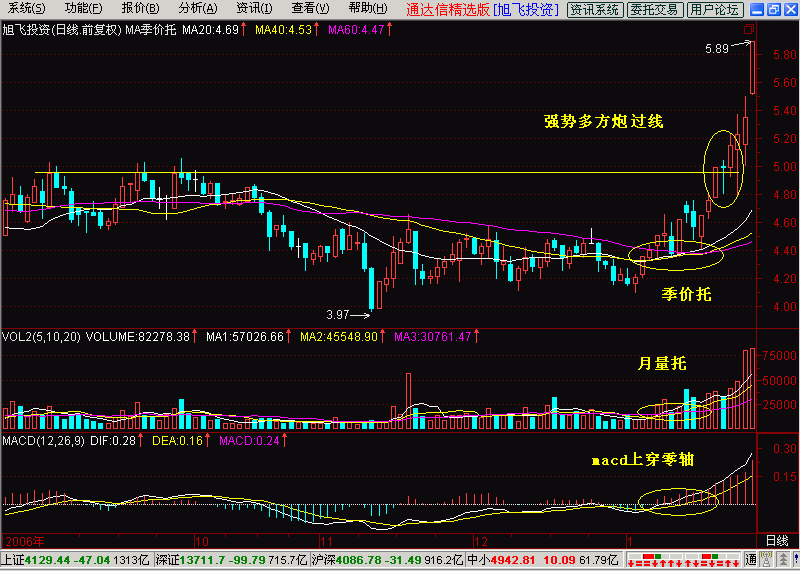 系统(S) 功能(F) 报价(B) 分析(A) 资讯(I) 查看(V) 帮助(H) 通达信精选版 [旭飞投资] 资讯系统 委托交易 用户论坛
旭飞投资(日线.前复权) MA季价托 MA20:4.69↑ MA40:4.53↑ MA60:4.47↑
5.89
5.80
5.60
强势多方炮过线
5.40
5.20
5.00
4.80
4.60
4.40
4.20
季价托
4.00
3.97
VOL2(5,10,20) VOLUME:82278.38↑ MA1:57026.66↑ MA2:45548.90↑ MA3:30761.47↑
75000
月量托
50000
25000
MACD(12,26,9) DIF:0.28↑ DEA:0.16↑ MACD:0.24↑
0.30
macd上穿零轴
0.15
2006年 10 11 12 1 日线
上证4129.44 -47.04 1313亿 深证13711.7 -99.79 715.7亿 沪深4086.78 -31.49 916.2亿 中小4942.81 10.09 61.79亿 通